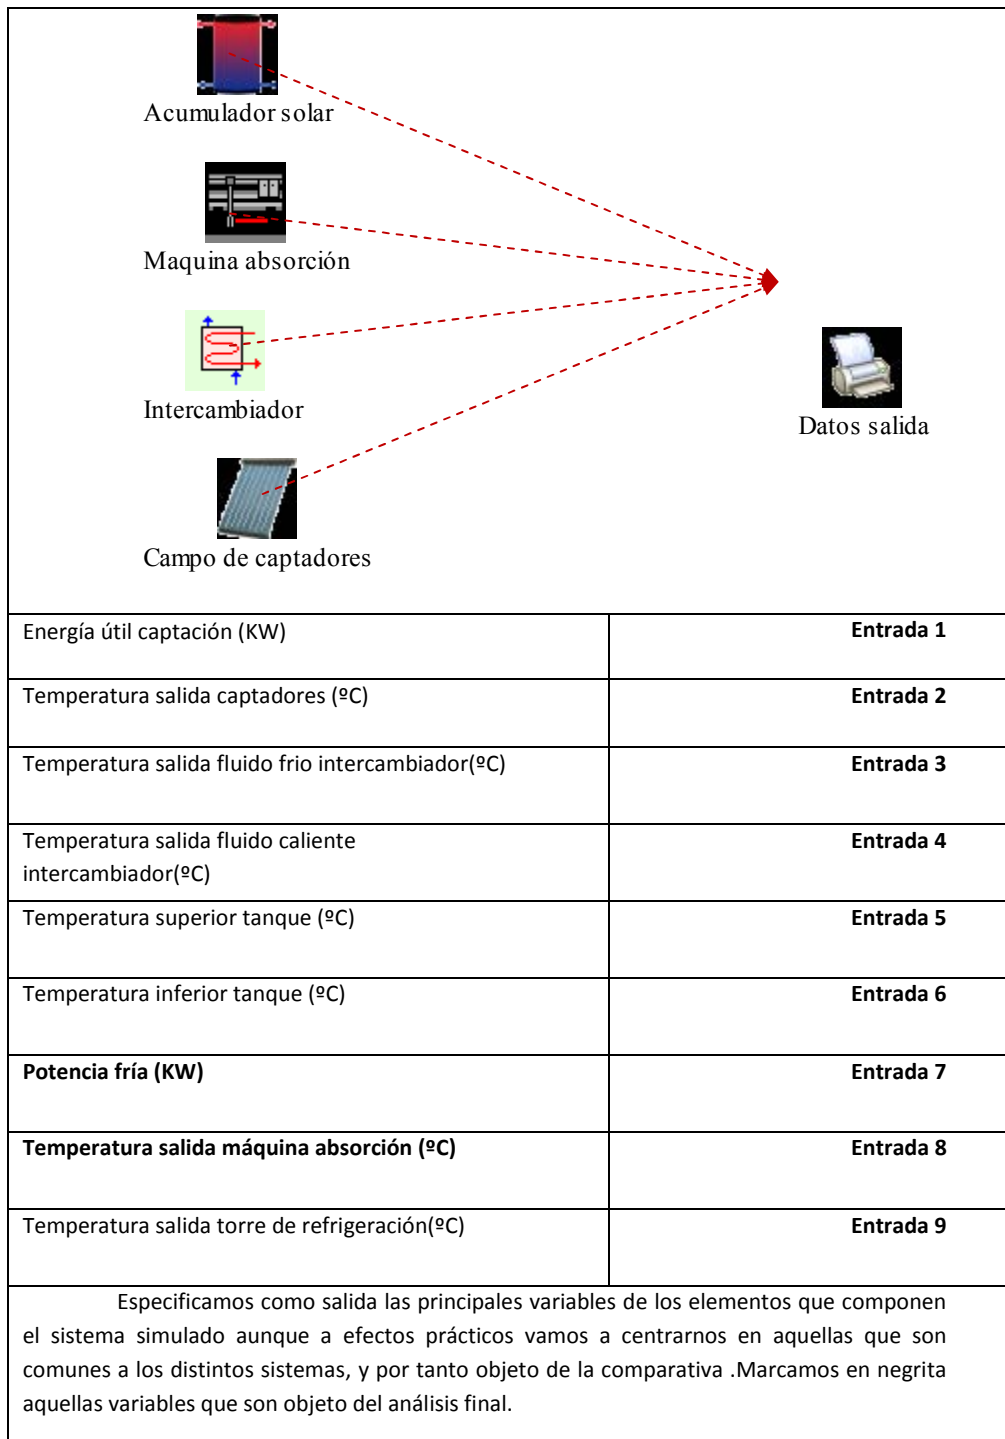 Acumulador solar
Maquina absorción
Intercambiador
Datos salida
Campo de captadores
Energía útil captación (KW) Entrada 1
Temperatura salida captadores (ºC) Entrada 2
Temperatura salida fluido frio intercambiador(ºC) Entrada 3
Temperatura salida fluido caliente Entrada 4
intercambiador(ºC)
Temperatura superior tanque (ºC) Entrada 5
Temperatura inferior tanque (ºC) Entrada 6
Potencia fría (KW) Entrada 7
Temperatura salida máquina absorción (ºC) Entrada 8
Temperatura salida torre de refrigeración(ºC) Entrada 9
Especificamos como salida las principales variables de los elementos que componen
el sistema simulado aunque a efectos prácticos vamos a centrarnos en aquellas que son
comunes a los distintos sistemas, y por tanto objeto de la comparativa .Marcamos en negrita
aquellas variables que son objeto del análisis final.